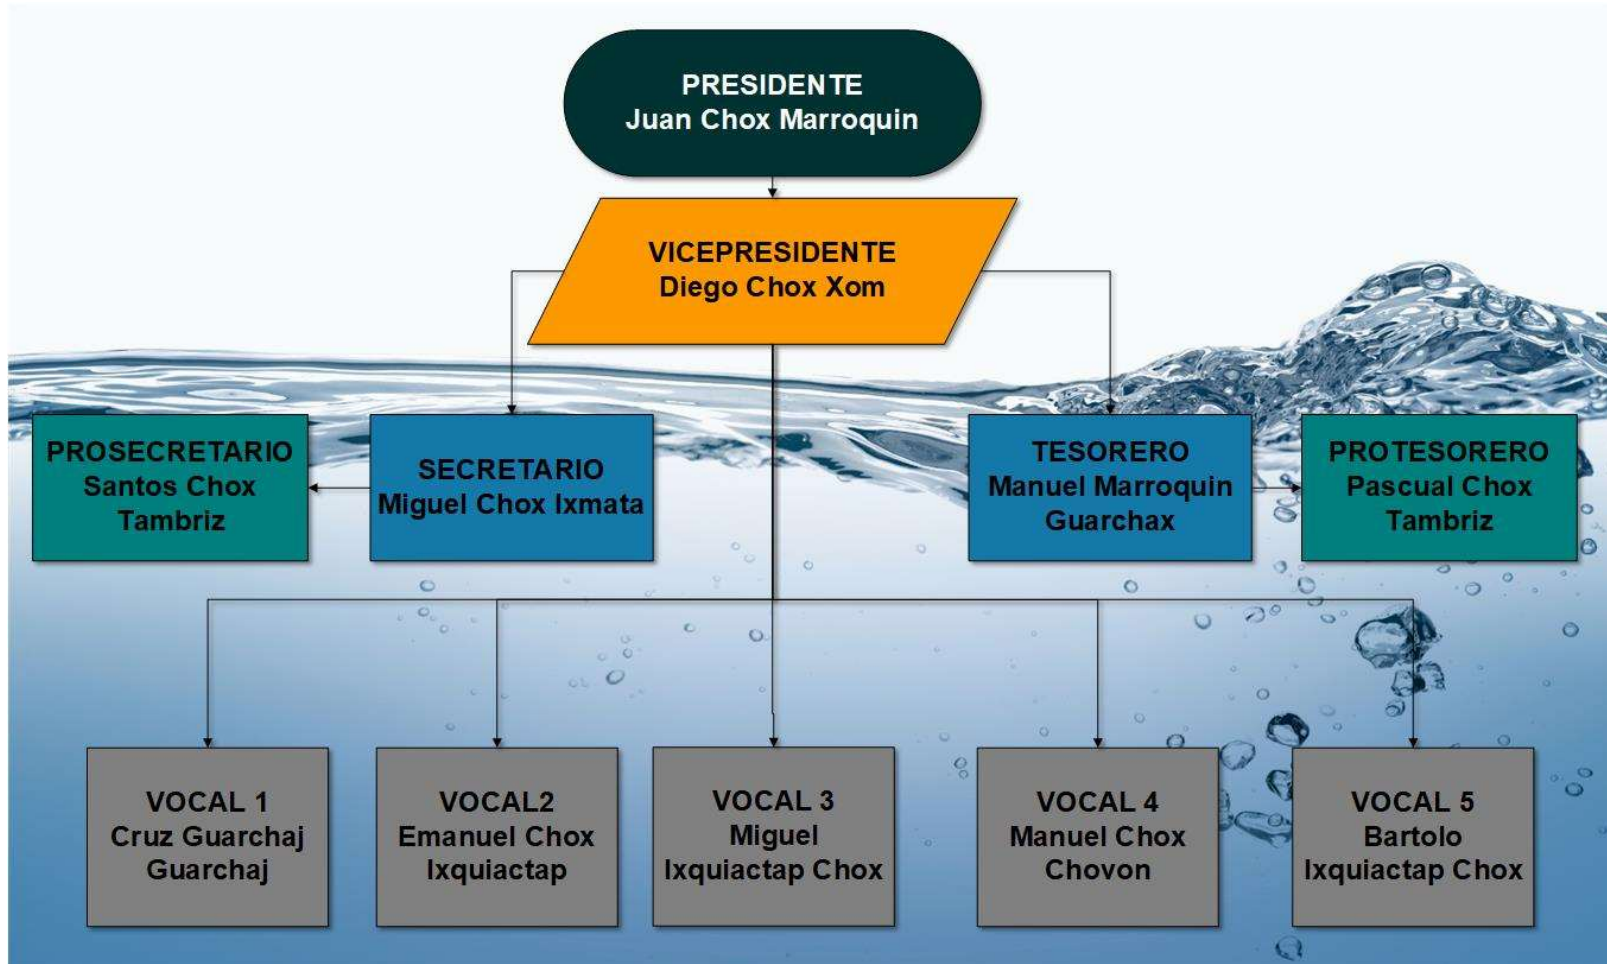 PRESIDENTE
Juan Chox Marroquin
VICEPRESIDENTE
Diego Chox Xom
PROSECRETARIO
Santos Chox
Tambriz
SECRETARIO
Miguel Chox Ixmata
TESORERO
Manuel Marroquin
Guarchax
PROTESORERO
Pascual Chox
Tambriz
VOCAL 1
Cruz Guarchaj
Guarchaj
VOCAL2
Emanuel Chox
Ixquiactap
VOCAL 3
Miguel
Ixquiactap Chox
VOCAL 4
Manuel Chox
Chovon
VOCAL 5
Bartolo
Ixquiactap Chox